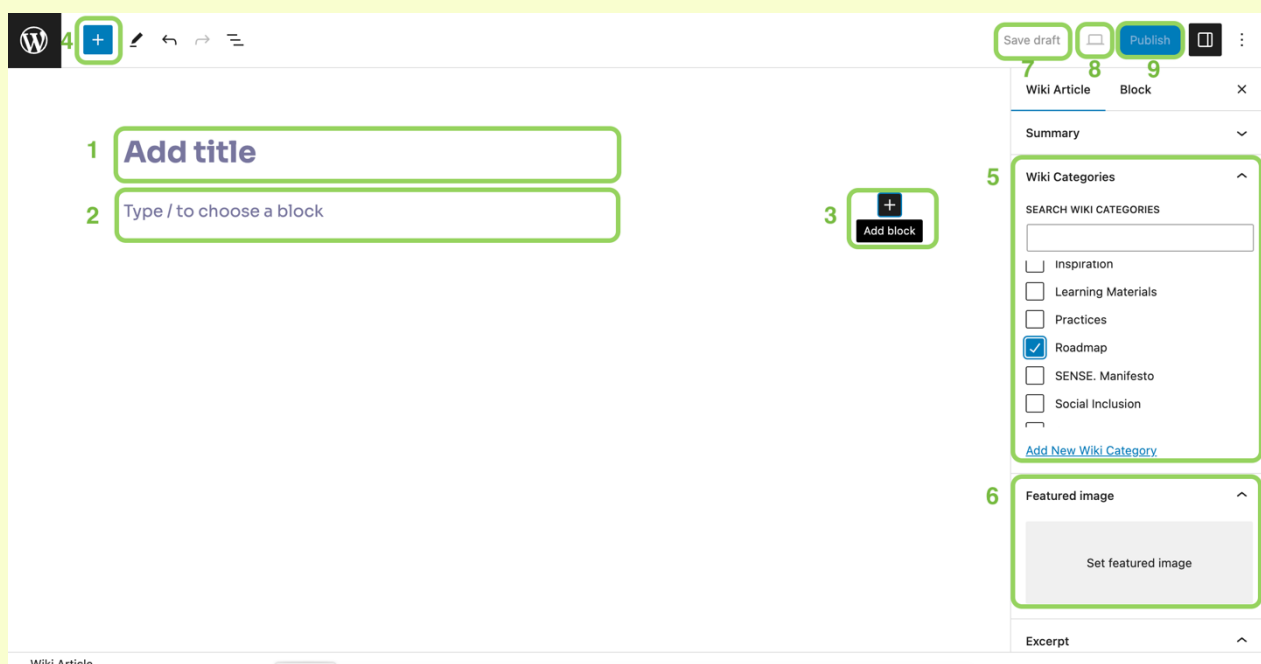 4
Save draft
Publish
7
8
9
Wiki Article
Block
Summary
1
Add title
2
Type / to choose a block
3
Add block
5
Wiki Categories
SEARCH WIKI CATEGORIES
Inspiration
Learning Materials
Practices
Roadmap
SENSE. Manifesto
Social Inclusion
Add New Wiki Category
6
Featured image
Set featured image
Excerpt
Wiki Article